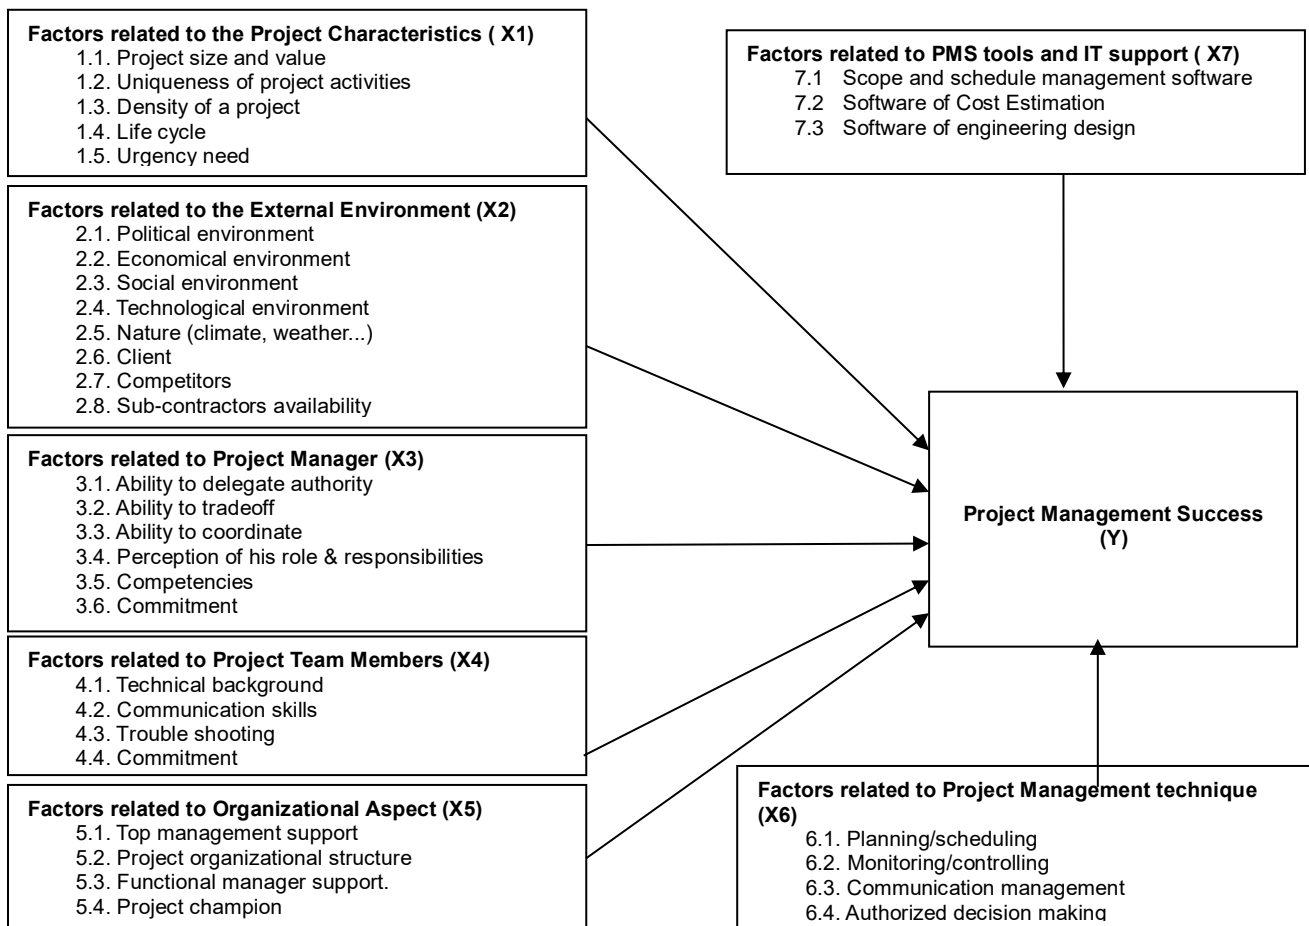 Factors related to the Project Characteristics ( X1)
1.1. Project size and value
1.2. Uniqueness of project activities
1.3. Density of a project
1.4. Life cycle
1.5. Urgency need
Factors related to the External Environment (X2)
2.1. Political environment
2.2. Economical environment
2.3. Social environment
2.4. Technological environment
2.5. Nature (climate, weather...)
2.6. Client
2.7. Competitors
2.8. Sub-contractors availability
Factors related to Project Manager (X3)
3.1. Ability to delegate authority
3.2. Ability to tradeoff
3.3. Ability to coordinate
3.4. Perception of his role & responsibilities
3.5. Competencies
3.6. Commitment
Factors related to Project Team Members (X4)
4.1. Technical background
4.2. Communication skills
4.3. Trouble shooting
4.4. Commitment
Factors related to Organizational Aspect (X5)
5.1. Top management support
5.2. Project organizational structure
5.3. Functional manager support.
5.4. Project champion
Factors related to PMS tools and IT support ( X7)
7.1 Scope and schedule management software
7.2 Software of Cost Estimation
7.3 Software of engineering design
Project Management Success
(Y)
Factors related to Project Management technique
(X6)
6.1. Planning/scheduling
6.2. Monitoring/controlling
6.3. Communication management
6.4. Authorized decision making